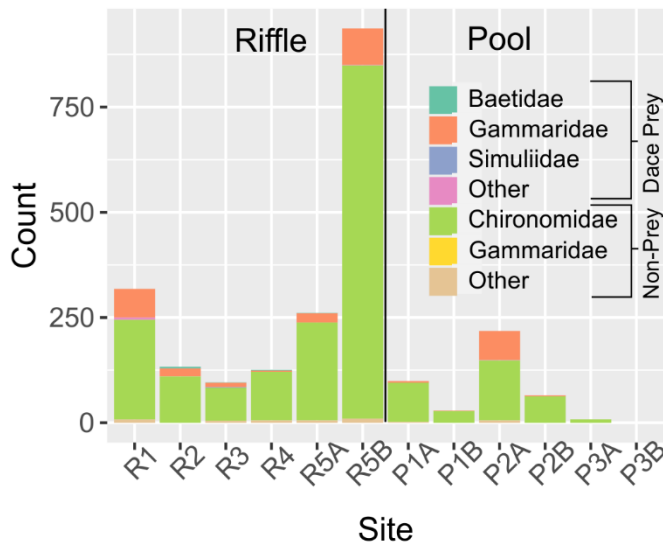 Riffle
Pool
750
500
250
0
Count
Baetidae
Gammaridae
Simuliidae
Other
Chironomidae
Gammaridae
Other
Dace Prey
Non-Prey
R1
R2
R3
R4
R5A
R5B
P1A
P1B
P2A
P2B
P3A
P3B
Site